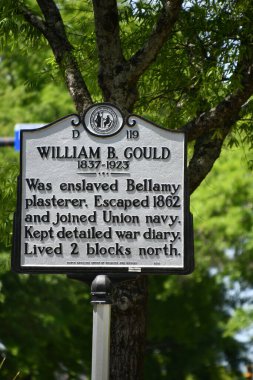 D 119
WILLIAM B. GOULD
1837-1923
Was enslaved Bellamy
plasterer. Escaped 1862
and joined Union navy.
Kept detailed war diary.
Lived 2 blocks north.